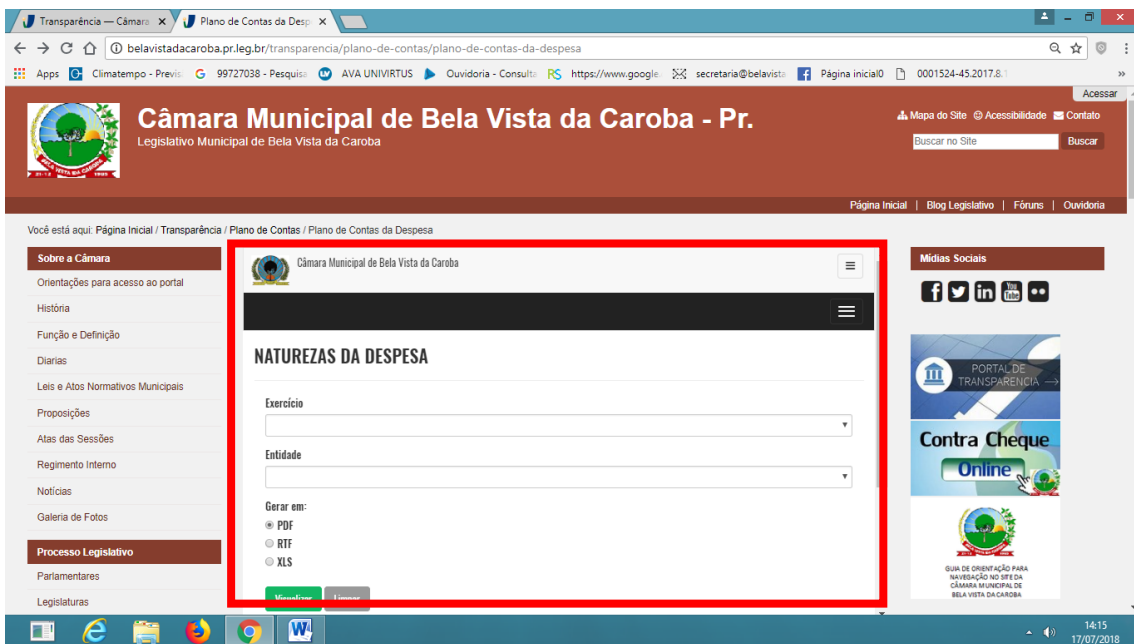 Transparência — Câmara
Plano de Contas da Desp
belavistadacaroba.pr.leg.br/transparencia/plano-de-contas/plano-de-contas-da-despesa
Apps
Climatempo - Previs
99727038 - Pesquisa
AVA UNIVIRTUS
Ouvidoria - Consulta
https://www.google.
secretaria@belavista
Página inicial0
0001524-45.2017.8.1
»
Acessar
Câmara Municipal de Bela Vista da Caroba - Pr.
Legislativo Municipal de Bela Vista da Caroba
Mapa do Site
Acessibilidade
Contato
Buscar no Site
Buscar
Página Inicial | Blog Legislativo | Fóruns | Ouvidoria
Você está aqui: Página Inicial / Transparência / Plano de Contas / Plano de Contas da Despesa
Sobre a Câmara
Orientações para acesso ao portal
História
Função e Definição
Diarias
Leis e Atos Normativos Municipais
Proposições
Atas das Sessões
Regimento Interno
Notícias
Galeria de Fotos
Processo Legislativo
Parlamentares
Legislaturas
Câmara Municipal de Bela Vista da Caroba
NATUREZAS DA DESPESA
Exercício
Entidade
Gerar em:
PDF
RTF
XLS
Visualizar
Limpar
Mídias Sociais
You
Tube
PORTAL DE
TRANSPARÊNCIA
Contra Cheque
Online
GUIA DE ORIENTAÇÃO PARA
NAVEGAÇÃO NO SITE DA
CÂMARA MUNICIPAL DE
BELA VISTA DA CAROBA
14:15
17/07/2018